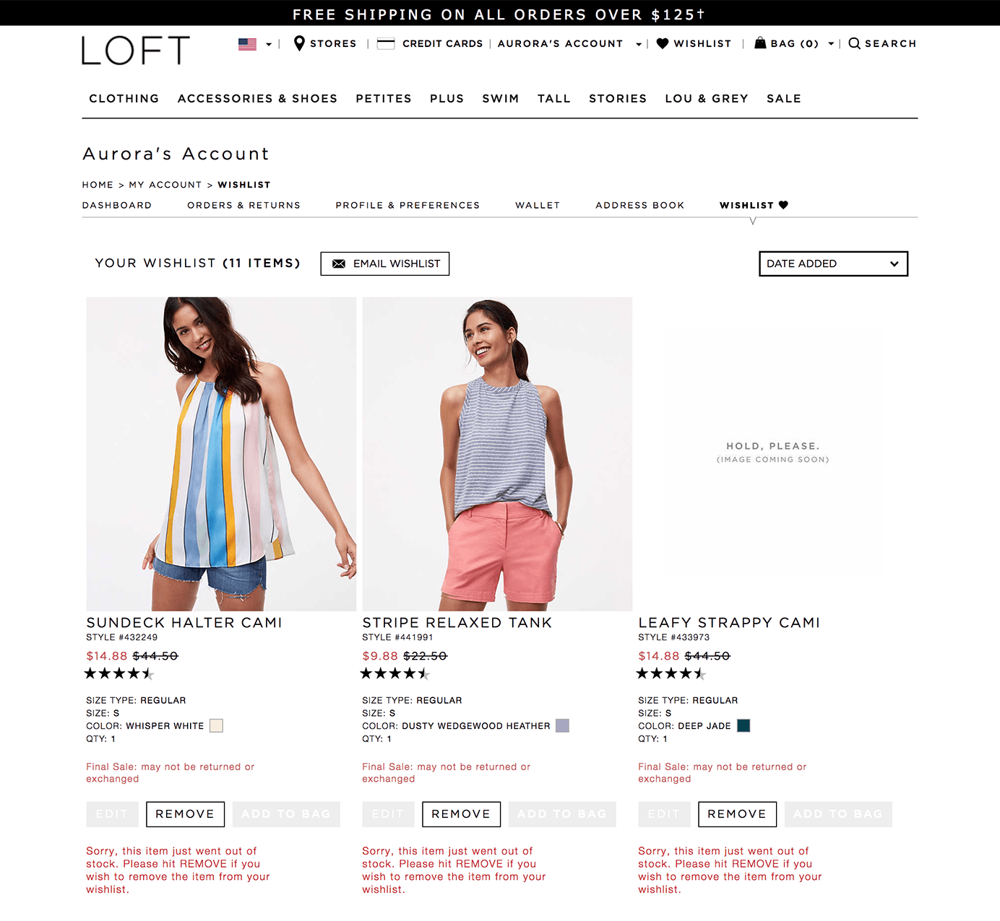 FREE SHIPPING ON ALL ORDERS OVER $125†
LOFT
STORES | CREDIT CARDS | AURORA'S ACCOUNT | WISHLIST | BAG (0) | SEARCH
CLOTHING ACCESSORIES & SHOES PETITES PLUS SWIM TALL STORIES LOU & GREY SALE
Aurora's Account
HOME > MY ACCOUNT > WISHLIST
DASHBOARD ORDERS & RETURNS PROFILE & PREFERENCES WALLET ADDRESS BOOK WISHLIST
YOUR WISHLIST (11 ITEMS) EMAIL WISHLIST DATE ADDED
SUNDECK HALTER CAMI
STYLE #432249
$14.88 $44.50
SIZE TYPE: REGULAR
SIZE: S
COLOR: WHISPER WHITE
QTY: 1
Final Sale: may not be returned or
exchanged
EDIT REMOVE ADD TO BAG
Sorry, this item just went out of
stock. Please hit REMOVE if you
wish to remove the item from your
wishlist.
STRIPE RELAXED TANK
STYLE #441991
$9.88 $22.50
SIZE TYPE: REGULAR
SIZE: S
COLOR: DUSTY WEDGEWOOD HEATHER
QTY: 1
Final Sale: may not be returned or
exchanged
EDIT REMOVE ADD TO BAG
Sorry, this item just went out of
stock. Please hit REMOVE if you
wish to remove the item from your
wishlist.
HOLD, PLEASE.
(IMAGE COMING SOON)
LEAFY STRAPPY CAMI
STYLE #433973
$14.88 $44.50
SIZE TYPE: REGULAR
SIZE: S
COLOR: DEEP JADE
QTY: 1
Final Sale: may not be returned or
exchanged
EDIT REMOVE ADD TO BAG
Sorry, this item just went out of
stock. Please hit REMOVE if you
wish to remove the item from your
wishlist.